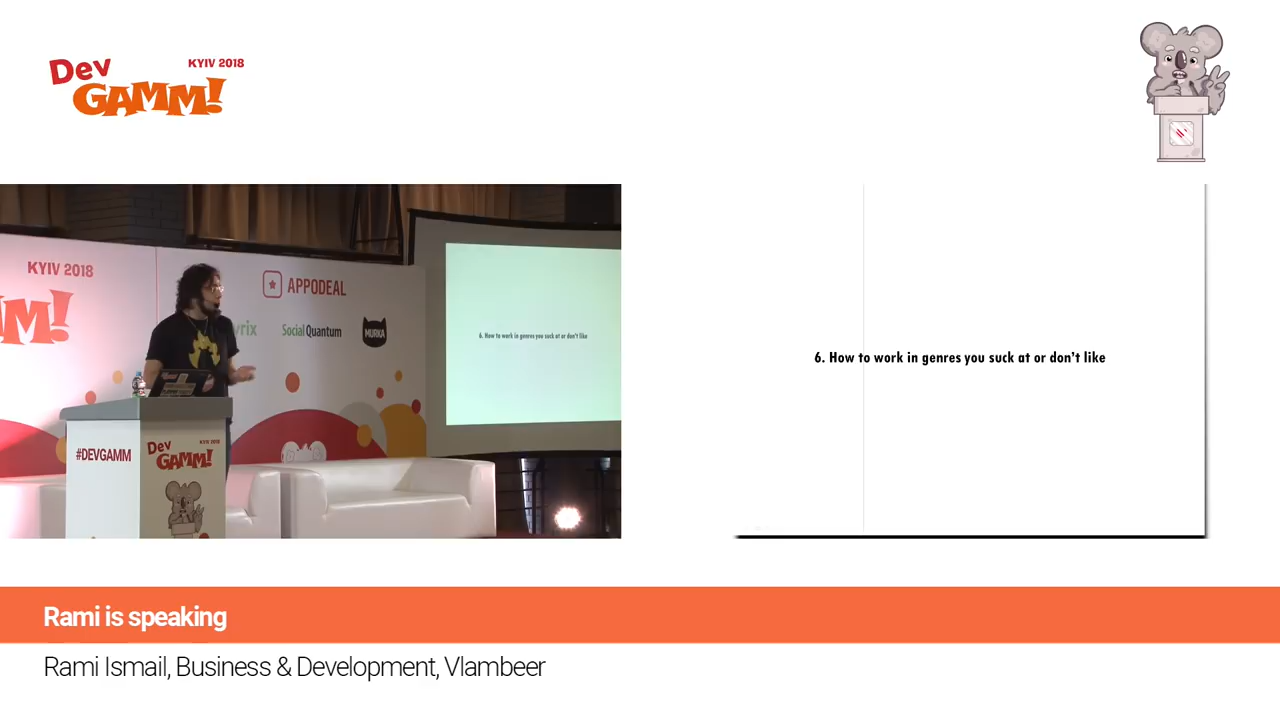 Dev
GAMM!
KYIV 2018
KYIV 2018
M!
APPODEAL
vrix
Social Quantum
MURKA
6. How to work in genres you suck at or don't like
#DEVGAMM
Dev
GAMM!
KYIV 2018
6. How to work in genres you suck at or don't like
Rami is speaking
Rami Ismail, Business & Development, Vlambeer